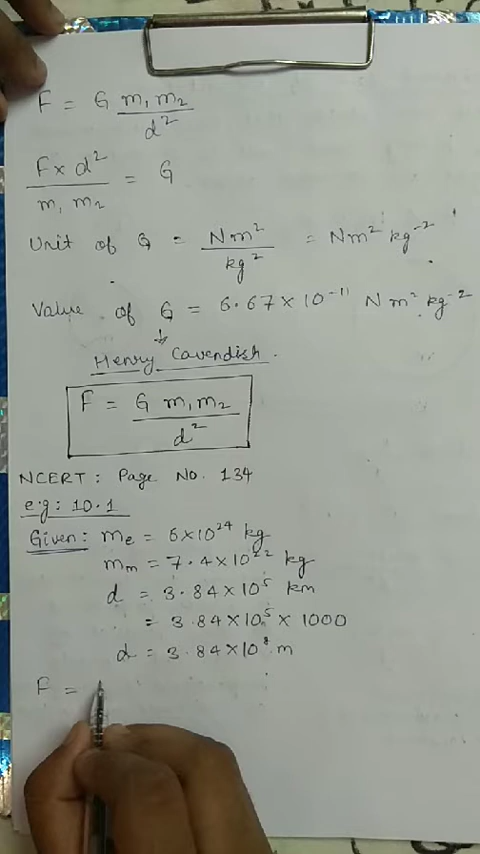 F = G m₁m₂ / d²
F × d² / m₁ m₂ = G
Unit of G = Nm² / kg² = Nm² kg⁻²
Value of G = 6.67 × 10⁻¹¹ Nm² kg⁻²
↓
Henry Cavendish.
F = G m₁m₂ / d²
NCERT: Page No. 134
e.g: 10.1
Given: mₑ = 6×10²⁴ kg
mₘ = 7.4×10²² kg
d = 3.84×10⁵ km
= 3.84×10⁵ × 1000
d = 3.84×10⁸ m
F =